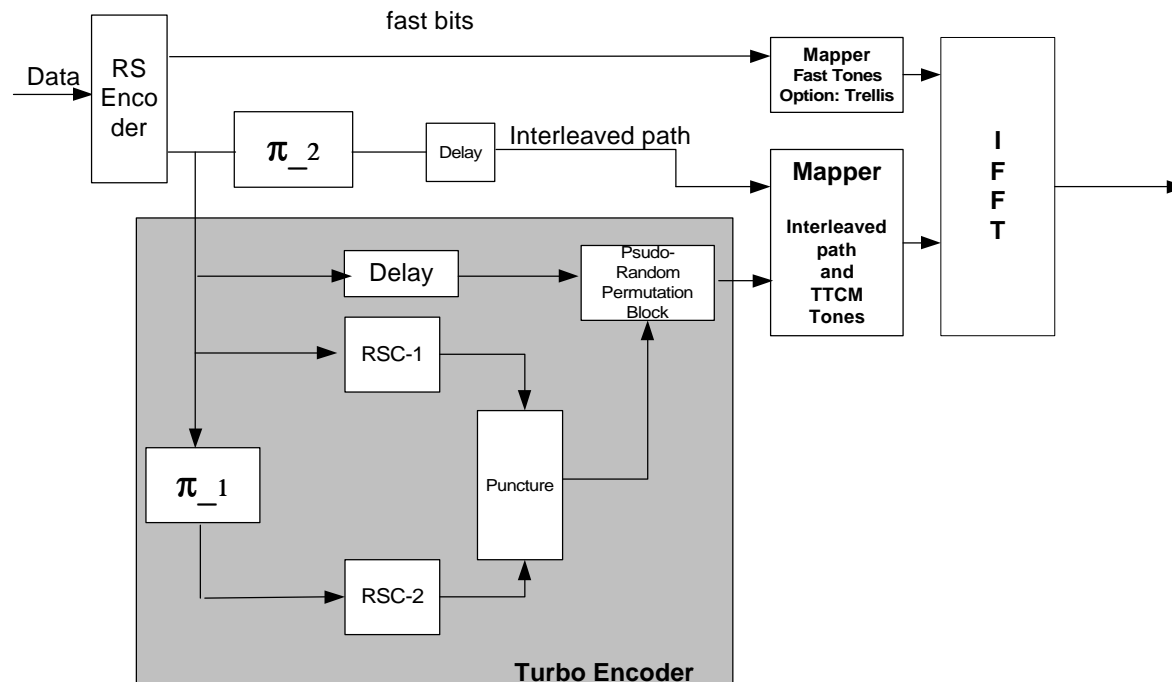 fast bits
Data
RS
Enco
der
Mapper
Fast Tones
Option: Trellis
π_2
Delay
Interleaved path
Mapper
Interleaved
path
and
TTCM
Tones
I
F
F
T
Delay
Psudo-
Random
Permutation
Block
RSC-1
π_1
Puncture
RSC-2
Turbo Encoder